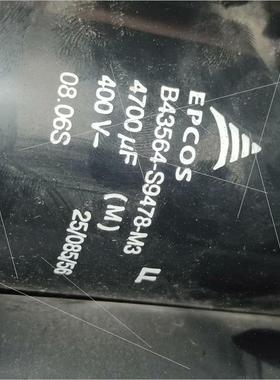 EPCOS
B43564-S9478-M3
4700 µF (M)
400 V–
08.06S 25/085/56